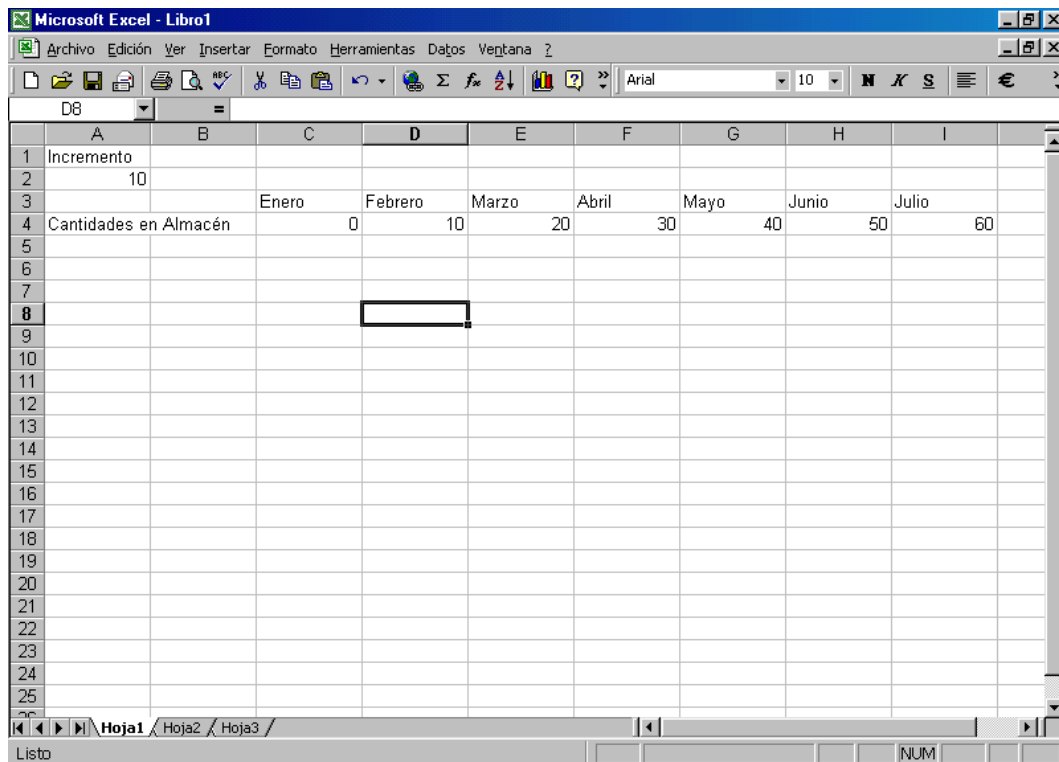 Microsoft Excel - Libro1
Archivo Edición Ver Insertar Formato Herramientas Datos Ventana ?
ABC Σ fx Arial 10 N K S €
D8 =
A B C D E F G H I
1 Incremento
2 10
3 Enero Febrero Marzo Abril Mayo Junio Julio
4 Cantidades en Almacén 0 10 20 30 40 50 60
5
6
7
8
9
10
11
12
13
14
15
16
17
18
19
20
21
22
23
24
25
Hoja1 Hoja2 Hoja3
Listo NUM